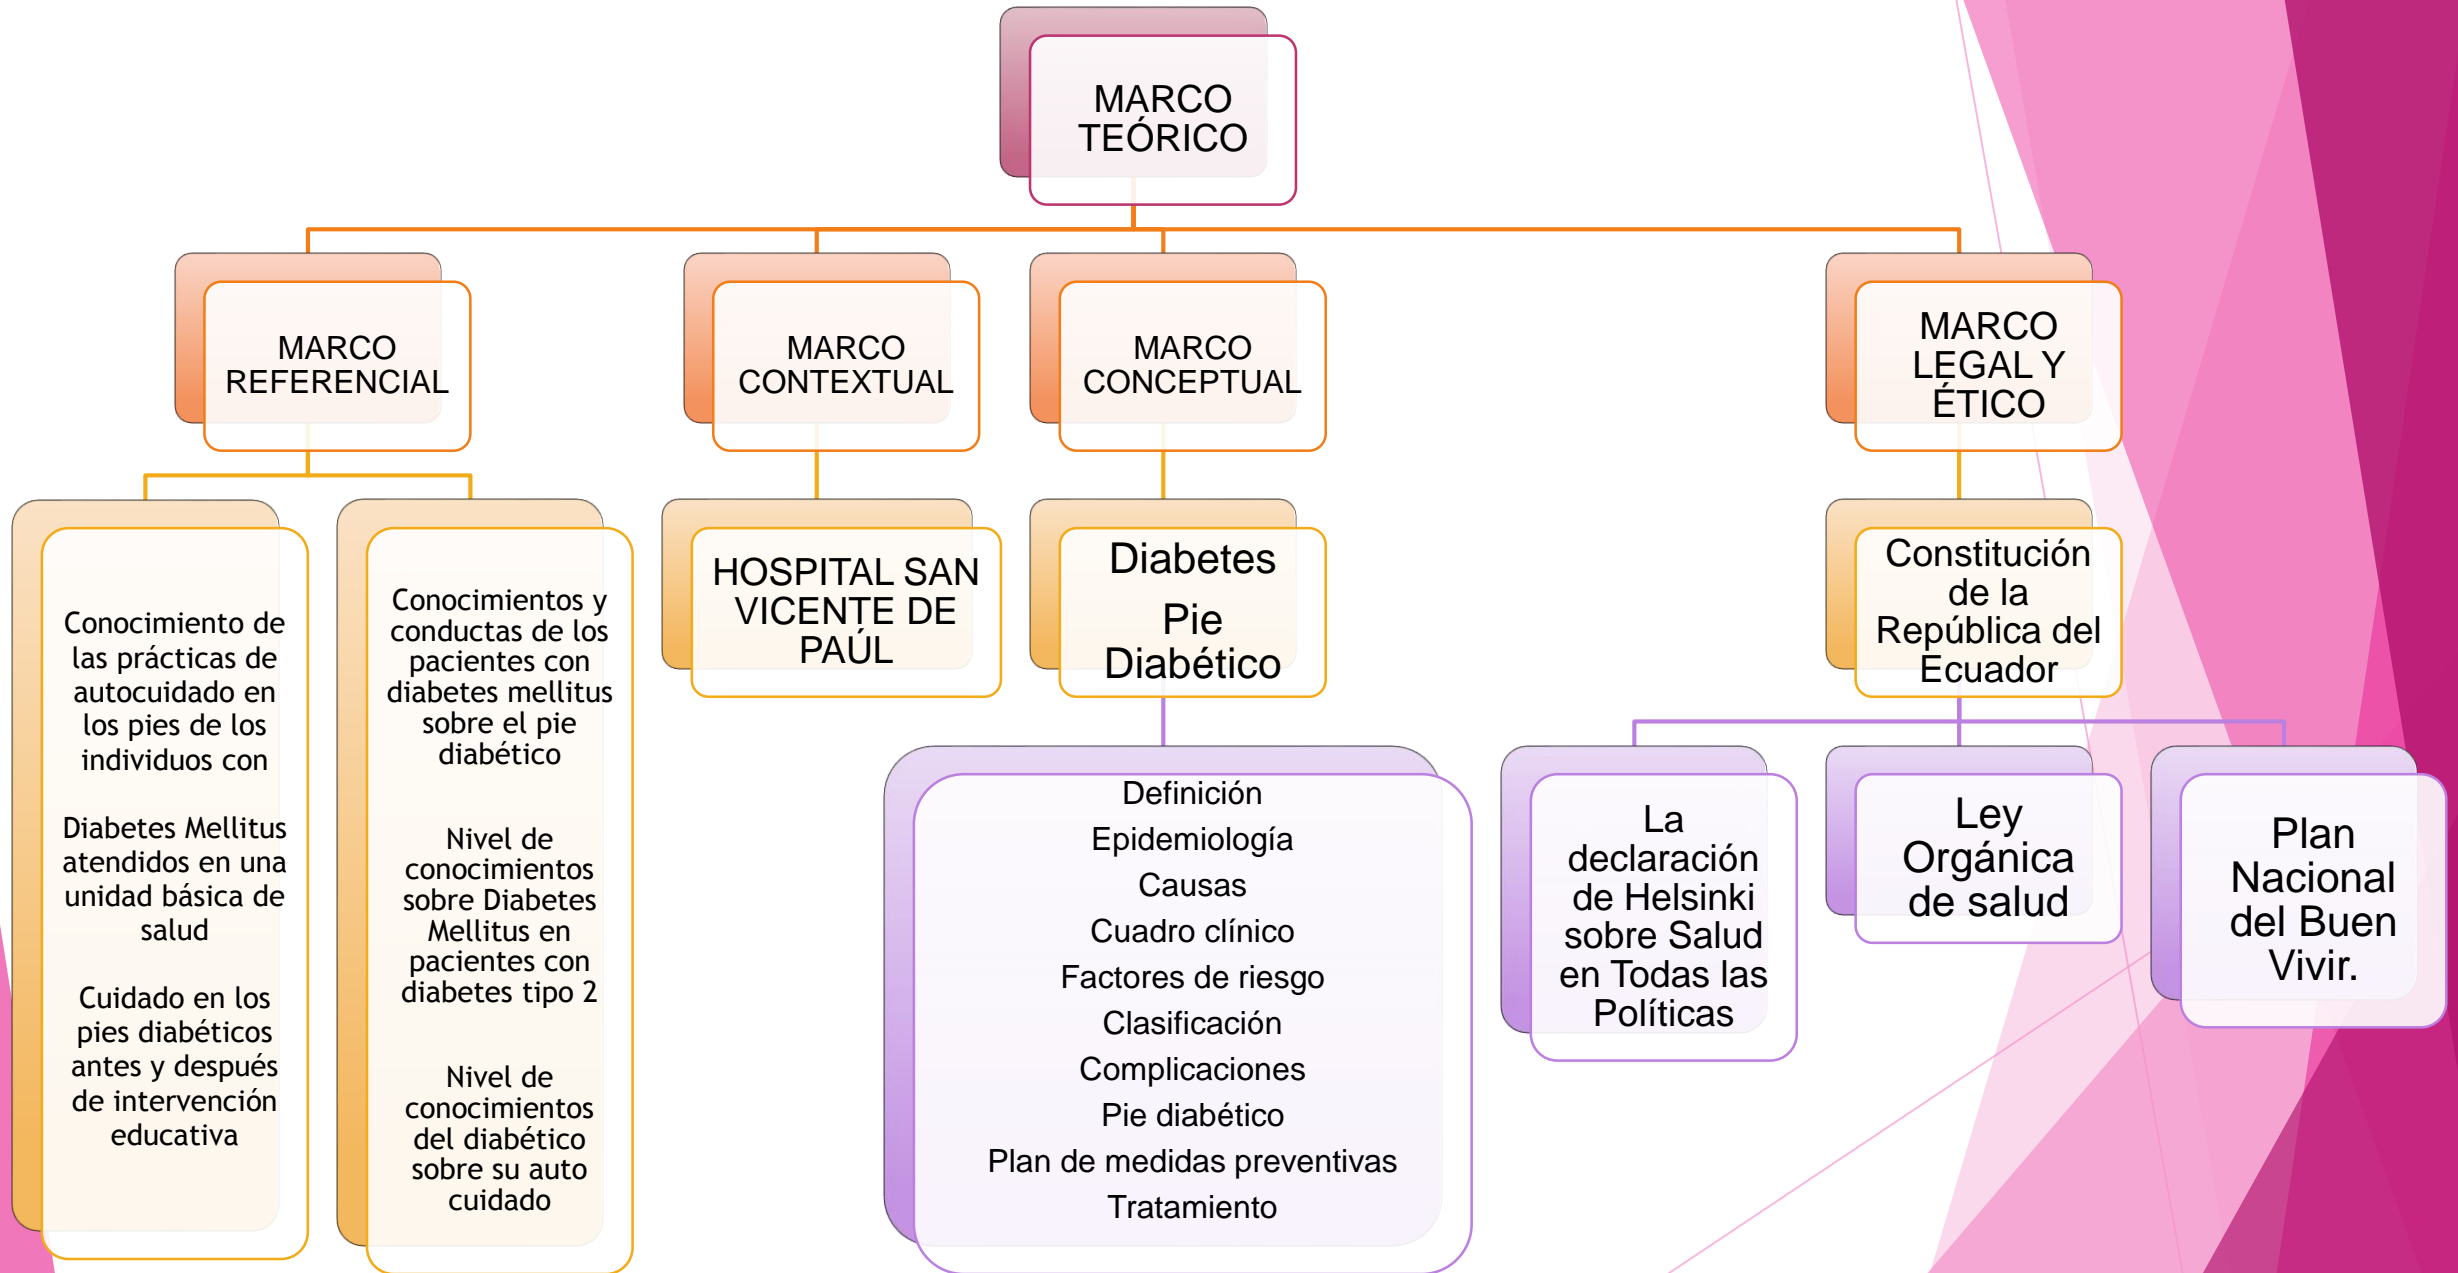 MARCO
TEÓRICO
MARCO
REFERENCIAL
MARCO
CONTEXTUAL
MARCO
CONCEPTUAL
MARCO
LEGAL Y
ÉTICO
Conocimiento de
las prácticas de
autocuidado en
los pies de los
individuos con
Diabetes Mellitus
atendidos en una
unidad básica de
salud
Cuidado en los
pies diabéticos
antes y después
de intervención
educativa
Conocimientos y
conductas de los
pacientes con
diabetes mellitus
sobre el pie
diabético
Nivel de
conocimientos
sobre Diabetes
Mellitus en
pacientes con
diabetes tipo 2
Nivel de
conocimientos
del diabético
sobre su auto
cuidado
HOSPITAL SAN
VICENTE DE
PAÚL
Diabetes
Pie
Diabético
Definición
Epidemiología
Causas
Cuadro clínico
Factores de riesgo
Clasificación
Complicaciones
Pie diabético
Plan de medidas preventivas
Tratamiento
Constitución
de la
República del
Ecuador
La
declaración
de Helsinki
sobre Salud
en Todas las
Políticas
Ley
Orgánica
de salud
Plan
Nacional
del Buen
Vivir.